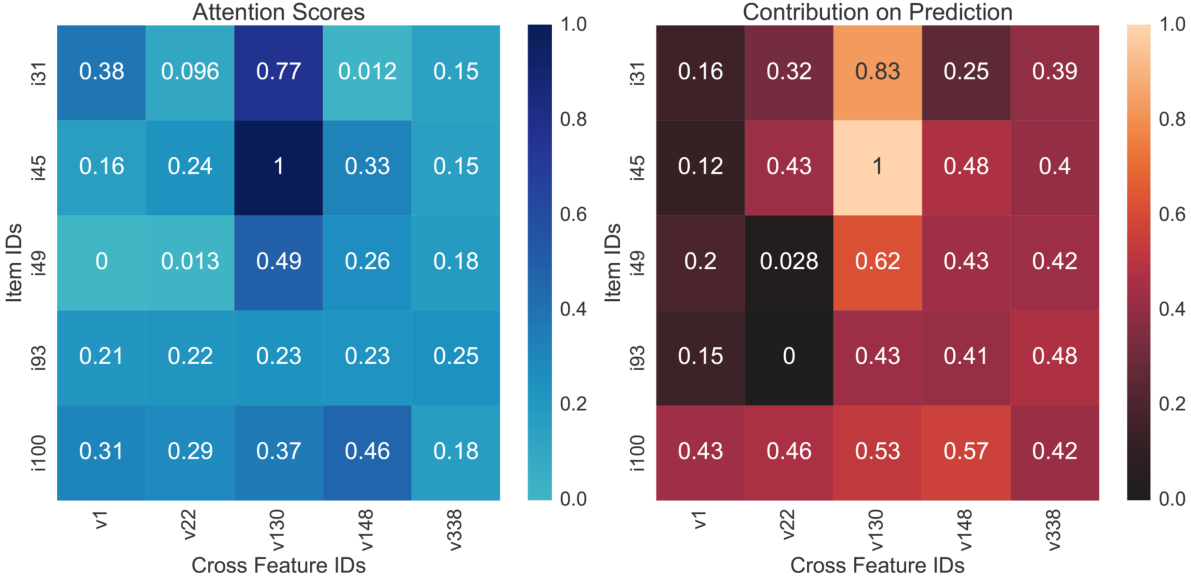 Attention Scores
i31 0.38 0.096 0.77 0.012 0.15
i45 0.16 0.24 1 0.33 0.15
i49 0 0.013 0.49 0.26 0.18
i93 0.21 0.22 0.23 0.23 0.25
i100 0.31 0.29 0.37 0.46 0.18
v1 v22 v130 v148 v338
Cross Feature IDs
Item IDs
1.0
0.8
0.6
0.4
0.2
0.0
Contribution on Prediction
i31 0.16 0.32 0.83 0.25 0.39
i45 0.12 0.43 1 0.48 0.4
i49 0.2 0.028 0.62 0.43 0.42
i93 0.15 0 0.43 0.41 0.48
i100 0.43 0.46 0.53 0.57 0.42
v1 v22 v130 v148 v338
Cross Feature IDs
Item IDs
1.0
0.8
0.6
0.4
0.2
0.0